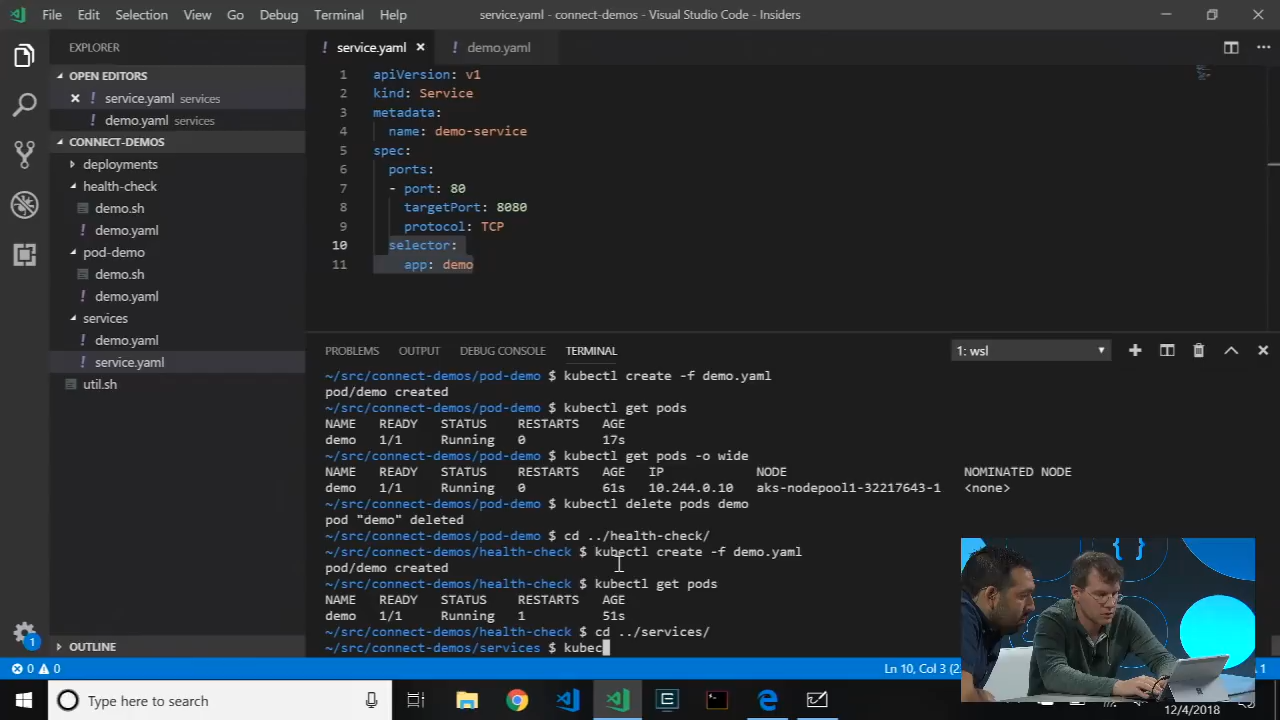 File Edit Selection View Go Debug Terminal Help service.yaml - connect-demos - Visual Studio Code - Insiders
EXPLORER
OPEN EDITORS
service.yaml services
demo.yaml services
CONNECT-DEMOS
deployments
health-check
demo.sh
demo.yaml
pod-demo
demo.sh
demo.yaml
services
demo.yaml
service.yaml
util.sh
OUTLINE
service.yaml demo.yaml
1 apiVersion: v1
2 kind: Service
3 metadata:
4 name: demo-service
5 spec:
6 ports:
7 - port: 80
8 targetPort: 8080
9 protocol: TCP
10 selector:
11 app: demo
PROBLEMS OUTPUT DEBUG CONSOLE TERMINAL 1: wsl
~/src/connect-demos/pod-demo $ kubectl create -f demo.yaml
pod/demo created
~/src/connect-demos/pod-demo $ kubectl get pods
NAME READY STATUS RESTARTS AGE
demo 1/1 Running 0 17s
~/src/connect-demos/pod-demo $ kubectl get pods -o wide
NAME READY STATUS RESTARTS AGE IP NODE NOMINATED NODE
demo 1/1 Running 0 61s 10.244.0.10 aks-nodepool1-32217643-1 <none>
~/src/connect-demos/pod-demo $ kubectl delete pods demo
pod "demo" deleted
~/src/connect-demos/pod-demo $ cd ../health-check/
~/src/connect-demos/health-check $ kubectl create -f demo.yaml
pod/demo created
~/src/connect-demos/health-check $ kubectl get pods
NAME READY STATUS RESTARTS AGE
demo 1/1 Running 1 51s
~/src/connect-demos/health-check $ cd ../services/
~/src/connect-demos/services $ kubec
1
0 0 Ln 10, Col 3 1
Type here to search
12/4/2018